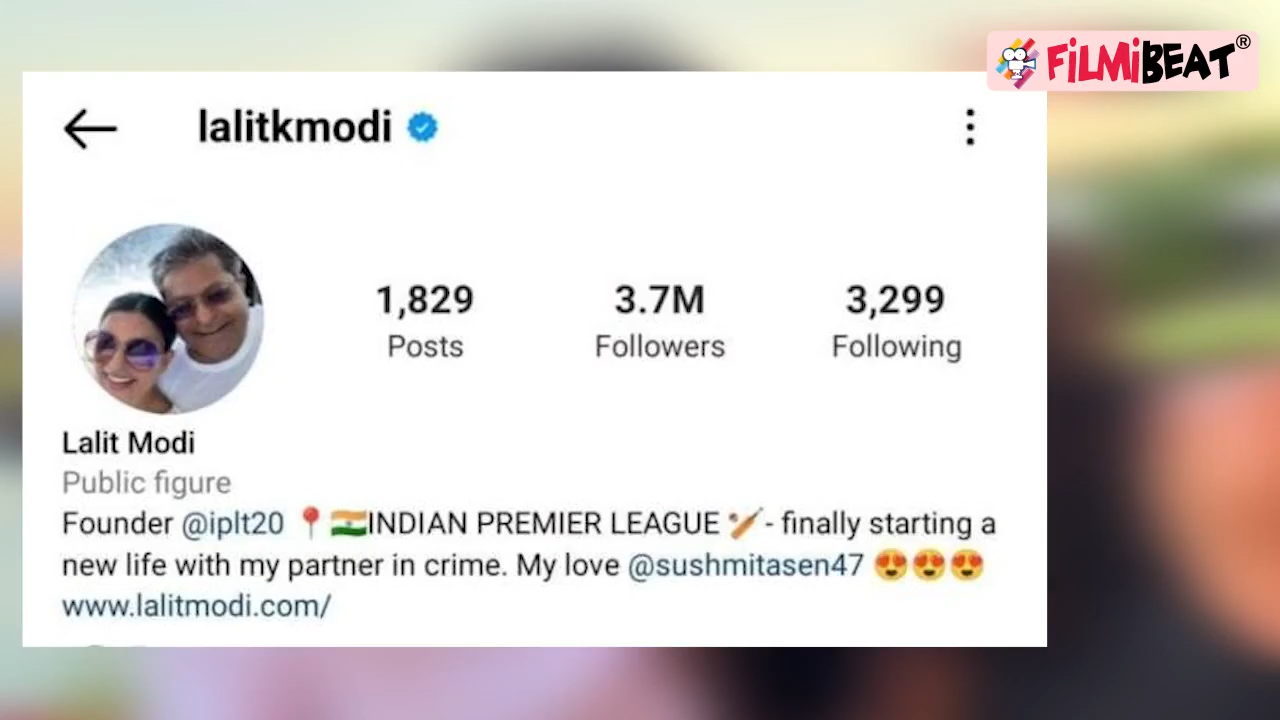 FiLMiBEAT®
lalitkmodi
1,829 3.7M 3,299
Posts Followers Following
Lalit Modi
Public figure
Founder @iplt20 📍🇮🇳INDIAN PREMIER LEAGUE 🏏- finally starting a
new life with my partner in crime. My love @sushmitasen47 😍😍😍
www.lalitmodi.com/